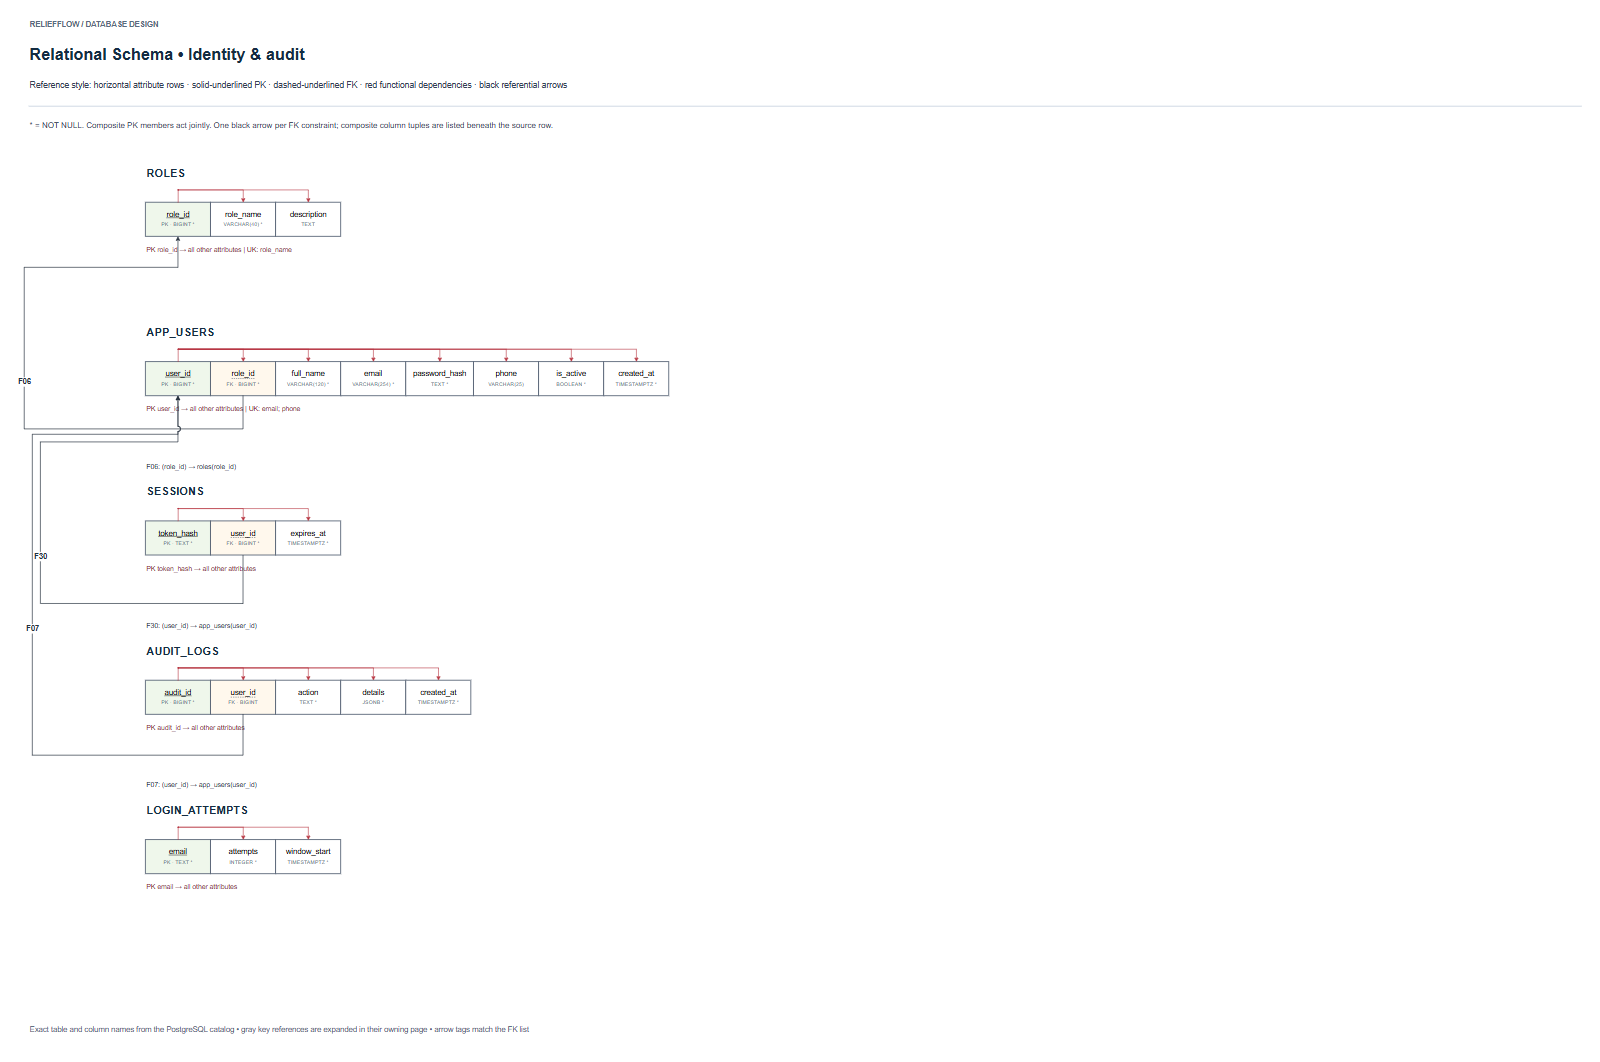 RELIEFFLOW / DATABASE DESIGN
Relational Schema • Identity & audit
Reference style: horizontal attribute rows · solid-underlined PK · dashed-underlined FK · red functional dependencies · black referential arrows
* = NOT NULL. Composite PK members act jointly. One black arrow per FK constraint; composite column tuples are listed beneath the source row.
ROLES
role_id role_name description
PK · BIGINT * VARCHAR(40) * TEXT
PK role_id → all other attributes | UK: role_name
APP_USERS
user_id role_id full_name email password_hash phone is_active created_at
PK · BIGINT * FK · BIGINT * VARCHAR(120) * VARCHAR(254) * TEXT * VARCHAR(25) BOOLEAN * TIMESTAMPTZ *
F06
PK user_id → all other attributes | UK: email; phone
F06: (role_id) → roles(role_id)
SESSIONS
token_hash user_id expires_at
PK · TEXT * FK · BIGINT * TIMESTAMPTZ *
F30
PK token_hash → all other attributes
F30: (user_id) → app_users(user_id)
F07
AUDIT_LOGS
audit_id user_id action details created_at
PK · BIGINT * FK · BIGINT TEXT * JSONB * TIMESTAMPTZ *
PK audit_id → all other attributes
F07: (user_id) → app_users(user_id)
LOGIN_ATTEMPTS
email attempts window_start
PK · TEXT * INTEGER * TIMESTAMPTZ *
PK email → all other attributes
Exact table and column names from the PostgreSQL catalog • gray key references are expanded in their owning page • arrow tags match the FK list